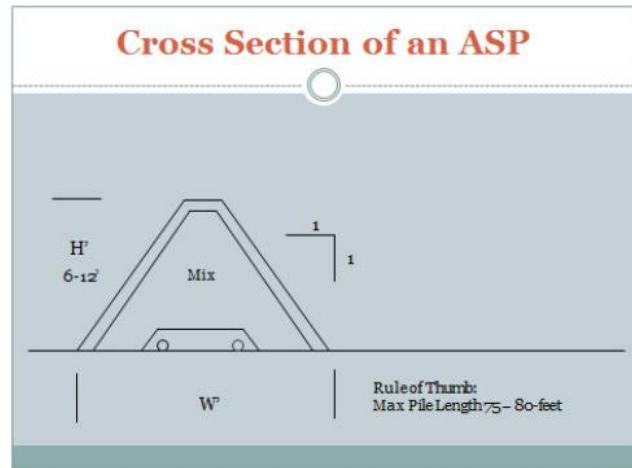 Cross Section of an ASP
1
1
H'
6-12'
Mix
W'
Rule of Thumb:
Max Pile Length 75 – 80-feet